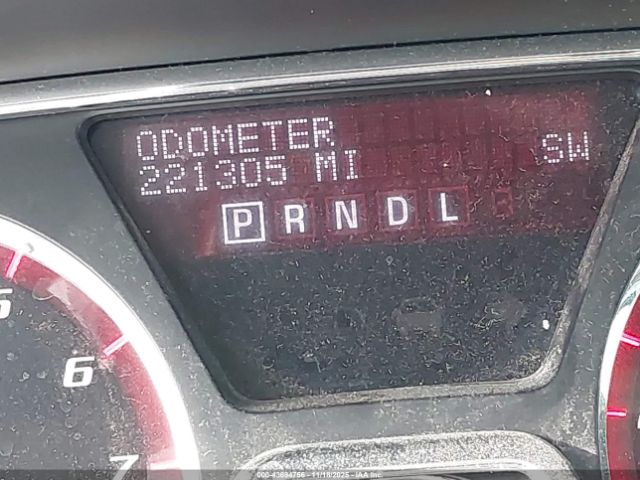 ODOMETER
221305 MI
SW
P R N D L
5
6
7
000-43694756 - 11/18/2025 - IAA Inc.